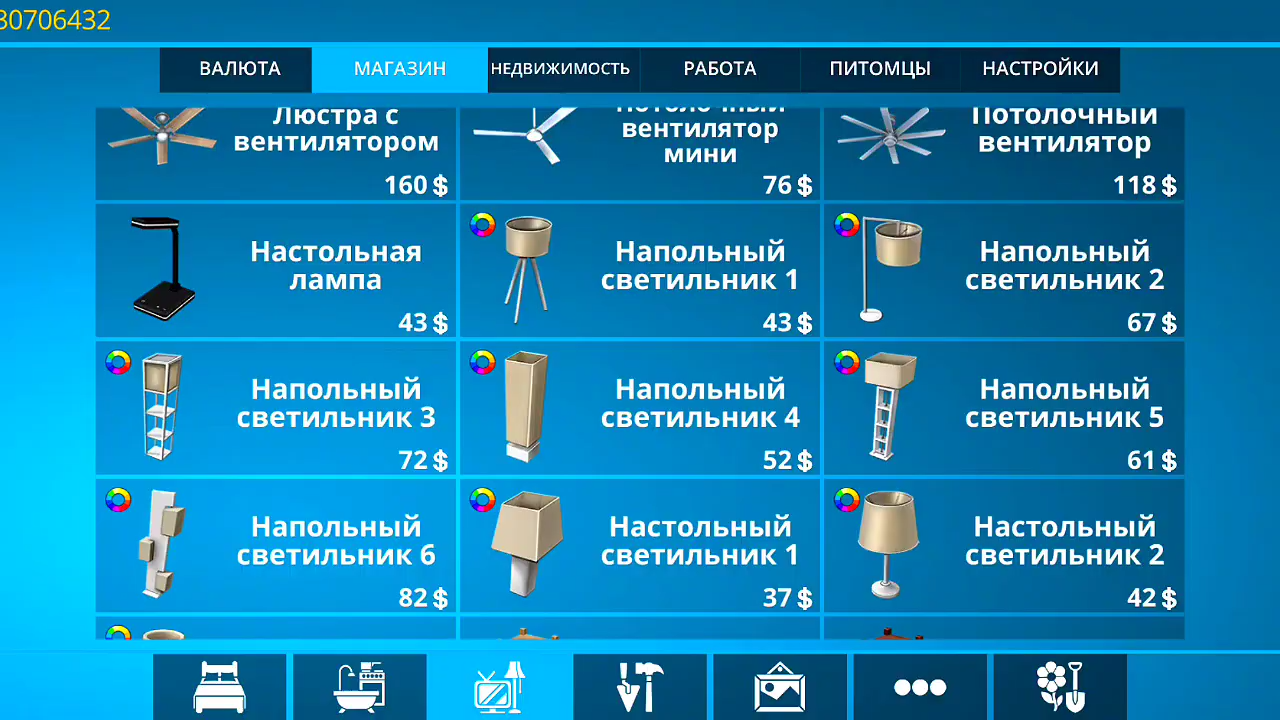 30706432
ВАЛЮТА
МАГАЗИН
НЕДВИЖИМОСТЬ
РАБОТА
ПИТОМЦЫ
НАСТРОЙКИ
Люстра с
вентилятором
160 $
Потолочный
вентилятор
мини
76 $
Потолочный
вентилятор
118 $
Настольная
лампа
43 $
Напольный
светильник 1
43 $
Напольный
светильник 2
67 $
Напольный
светильник 3
72 $
Напольный
светильник 4
52 $
Напольный
светильник 5
61 $
Напольный
светильник 6
82 $
Настольный
светильник 1
37 $
Настольный
светильник 2
42 $